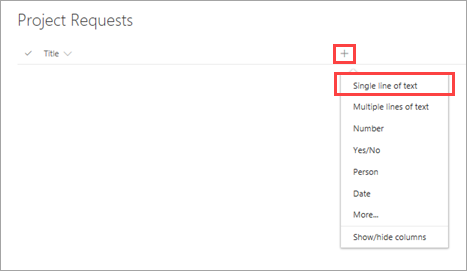 Project Requests
Title
Single line of text
Multiple lines of text
Number
Yes/No
Person
Date
More...
Show/hide columns